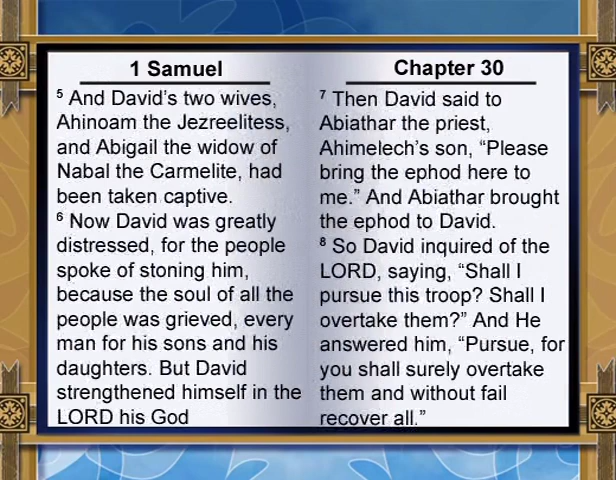 1 Samuel
⁵ And David's two wives,
Ahinoam the Jezreelitess,
and Abigail the widow of
Nabal the Carmelite, had
been taken captive.
⁶ Now David was greatly
distressed, for the people
spoke of stoning him,
because the soul of all the
people was grieved, every
man for his sons and his
daughters. But David
strengthened himself in the
LORD his God
Chapter 30
⁷ Then David said to
Abiathar the priest,
Ahimelech's son, “Please
bring the ephod here to
me.” And Abiathar brought
the ephod to David.
⁸ So David inquired of the
LORD, saying, “Shall I
pursue this troop? Shall I
overtake them?” And He
answered him, “Pursue, for
you shall surely overtake
them and without fail
recover all.”